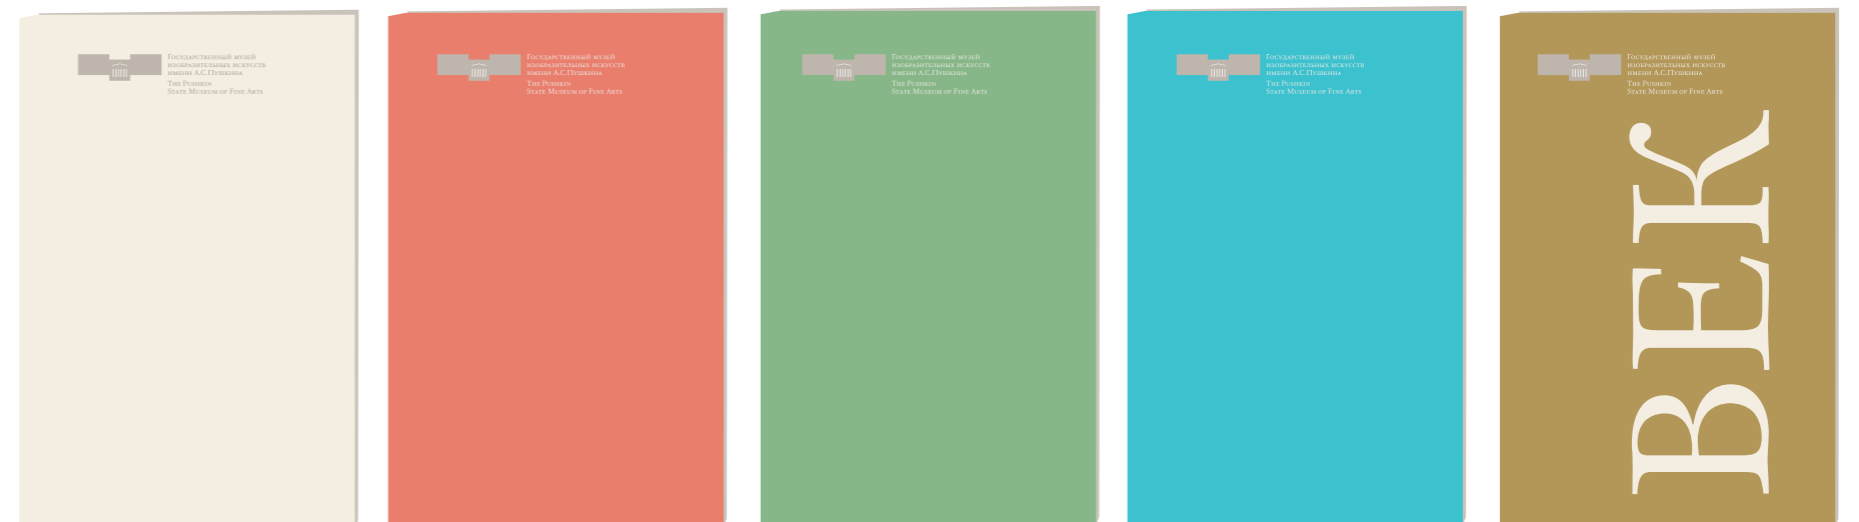 Государственный музей
изобразительных искусств
имени А.С.Пушкина
The Pushkin
State Museum of Fine Arts
Государственный музей
изобразительных искусств
имени А.С.Пушкина
The Pushkin
State Museum of Fine Arts
Государственный музей
изобразительных искусств
имени А.С.Пушкина
The Pushkin
State Museum of Fine Arts
Государственный музей
изобразительных искусств
имени А.С.Пушкина
The Pushkin
State Museum of Fine Arts
Государственный музей
изобразительных искусств
имени А.С.Пушкина
The Pushkin
State Museum of Fine Arts
ВЕК